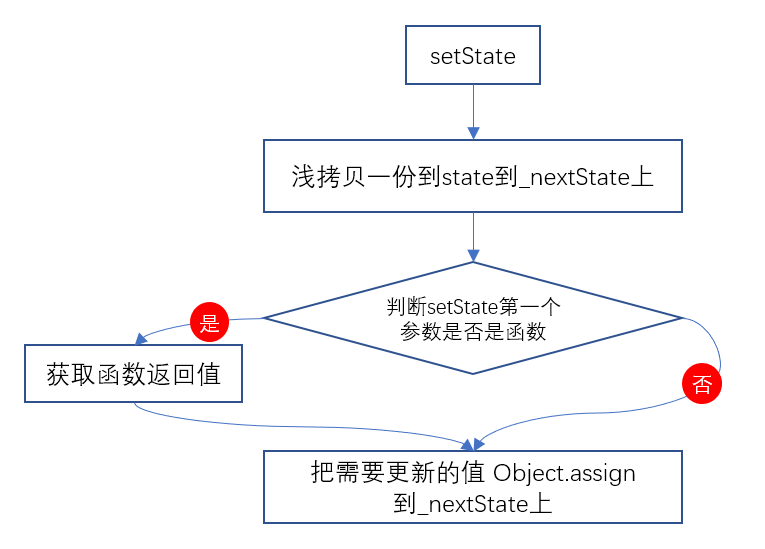 setState
浅拷贝一份到state到_nextState上
判断setState第一个
参数是否是函数
是
获取函数返回值
否
把需要更新的值 Object.assign
到_nextState上